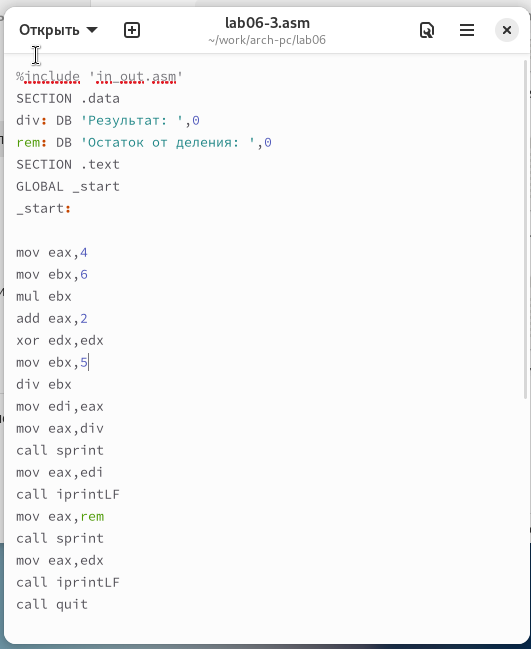 Открыть
lab06-3.asm
~/work/arch-pc/lab06
%include 'in_out.asm'
SECTION .data
div: DB 'Результат: ',0
rem: DB 'Остаток от деления: ',0
SECTION .text
GLOBAL _start
_start:
mov eax,4
mov ebx,6
mul ebx
add eax,2
xor edx,edx
mov ebx,5
div ebx
mov edi,eax
mov eax,div
call sprint
mov eax,edi
call iprintLF
mov eax,rem
call sprint
mov eax,edx
call iprintLF
call quit